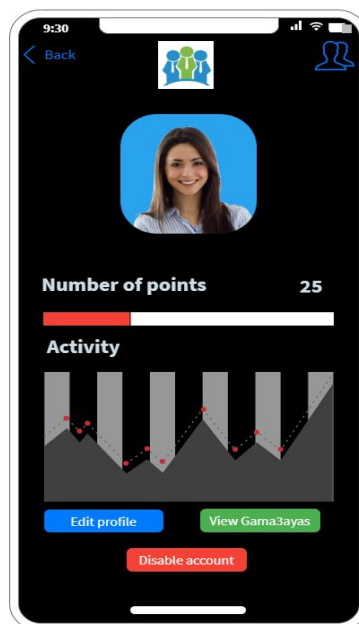 9:30
Back
Number of points 25
Activity
Edit profile View Gama3ayas
Disable account